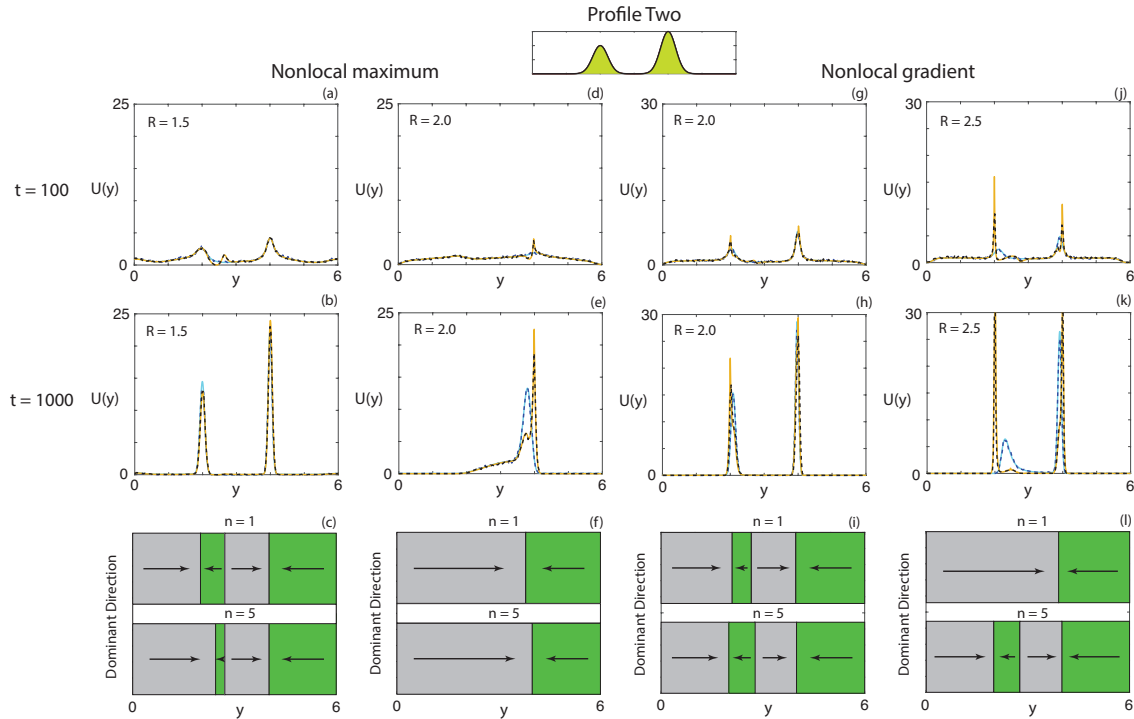 Profile Two
Nonlocal maximum
Nonlocal gradient
t = 100
(a)
25
R = 1.5
U(y)
0
0 y 6
(d)
25
R = 2.0
U(y)
0
0 y 6
(g)
30
R = 2.0
U(y)
0
0 y 6
(j)
30
R = 2.5
U(y)
0
0 y 6
t = 1000
(b)
25
R = 1.5
U(y)
0
0 y 6
(e)
25
R = 2.0
U(y)
0
0 y 6
(h)
30
R = 2.0
U(y)
0
0 y 6
(k)
30
R = 2.5
U(y)
0
0 y 6
Dominant Direction
n = 1 (c)
n = 5
0 y 6
Dominant Direction
n = 1 (f)
n = 5
0 y 6
Dominant Direction
n = 1 (i)
n = 5
0 y 6
Dominant Direction
n = 1 (l)
n = 5
0 y 6